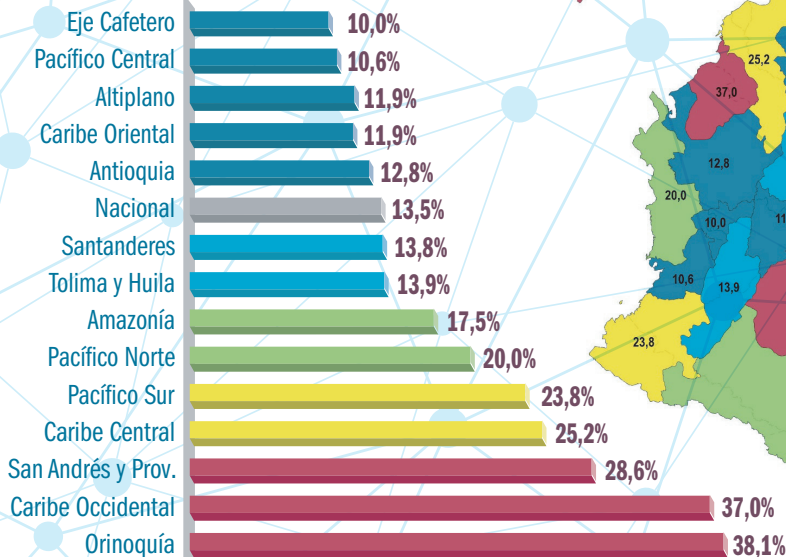 Eje Cafetero 10,0%
Pacífico Central 10,6%
Altiplano 11,9%
Caribe Oriental 11,9%
Antioquia 12,8%
Nacional 13,5%
Santanderes 13,8%
Tolima y Huila 13,9%
Amazonía 17,5%
Pacífico Norte 20,0%
Pacífico Sur 23,8%
Caribe Central 25,2%
San Andrés y Prov. 28,6%
Caribe Occidental 37,0%
Orinoquía 38,1%
25,2
37,0
12,8
20,0
10,0
11
10,6
13,9
23,8